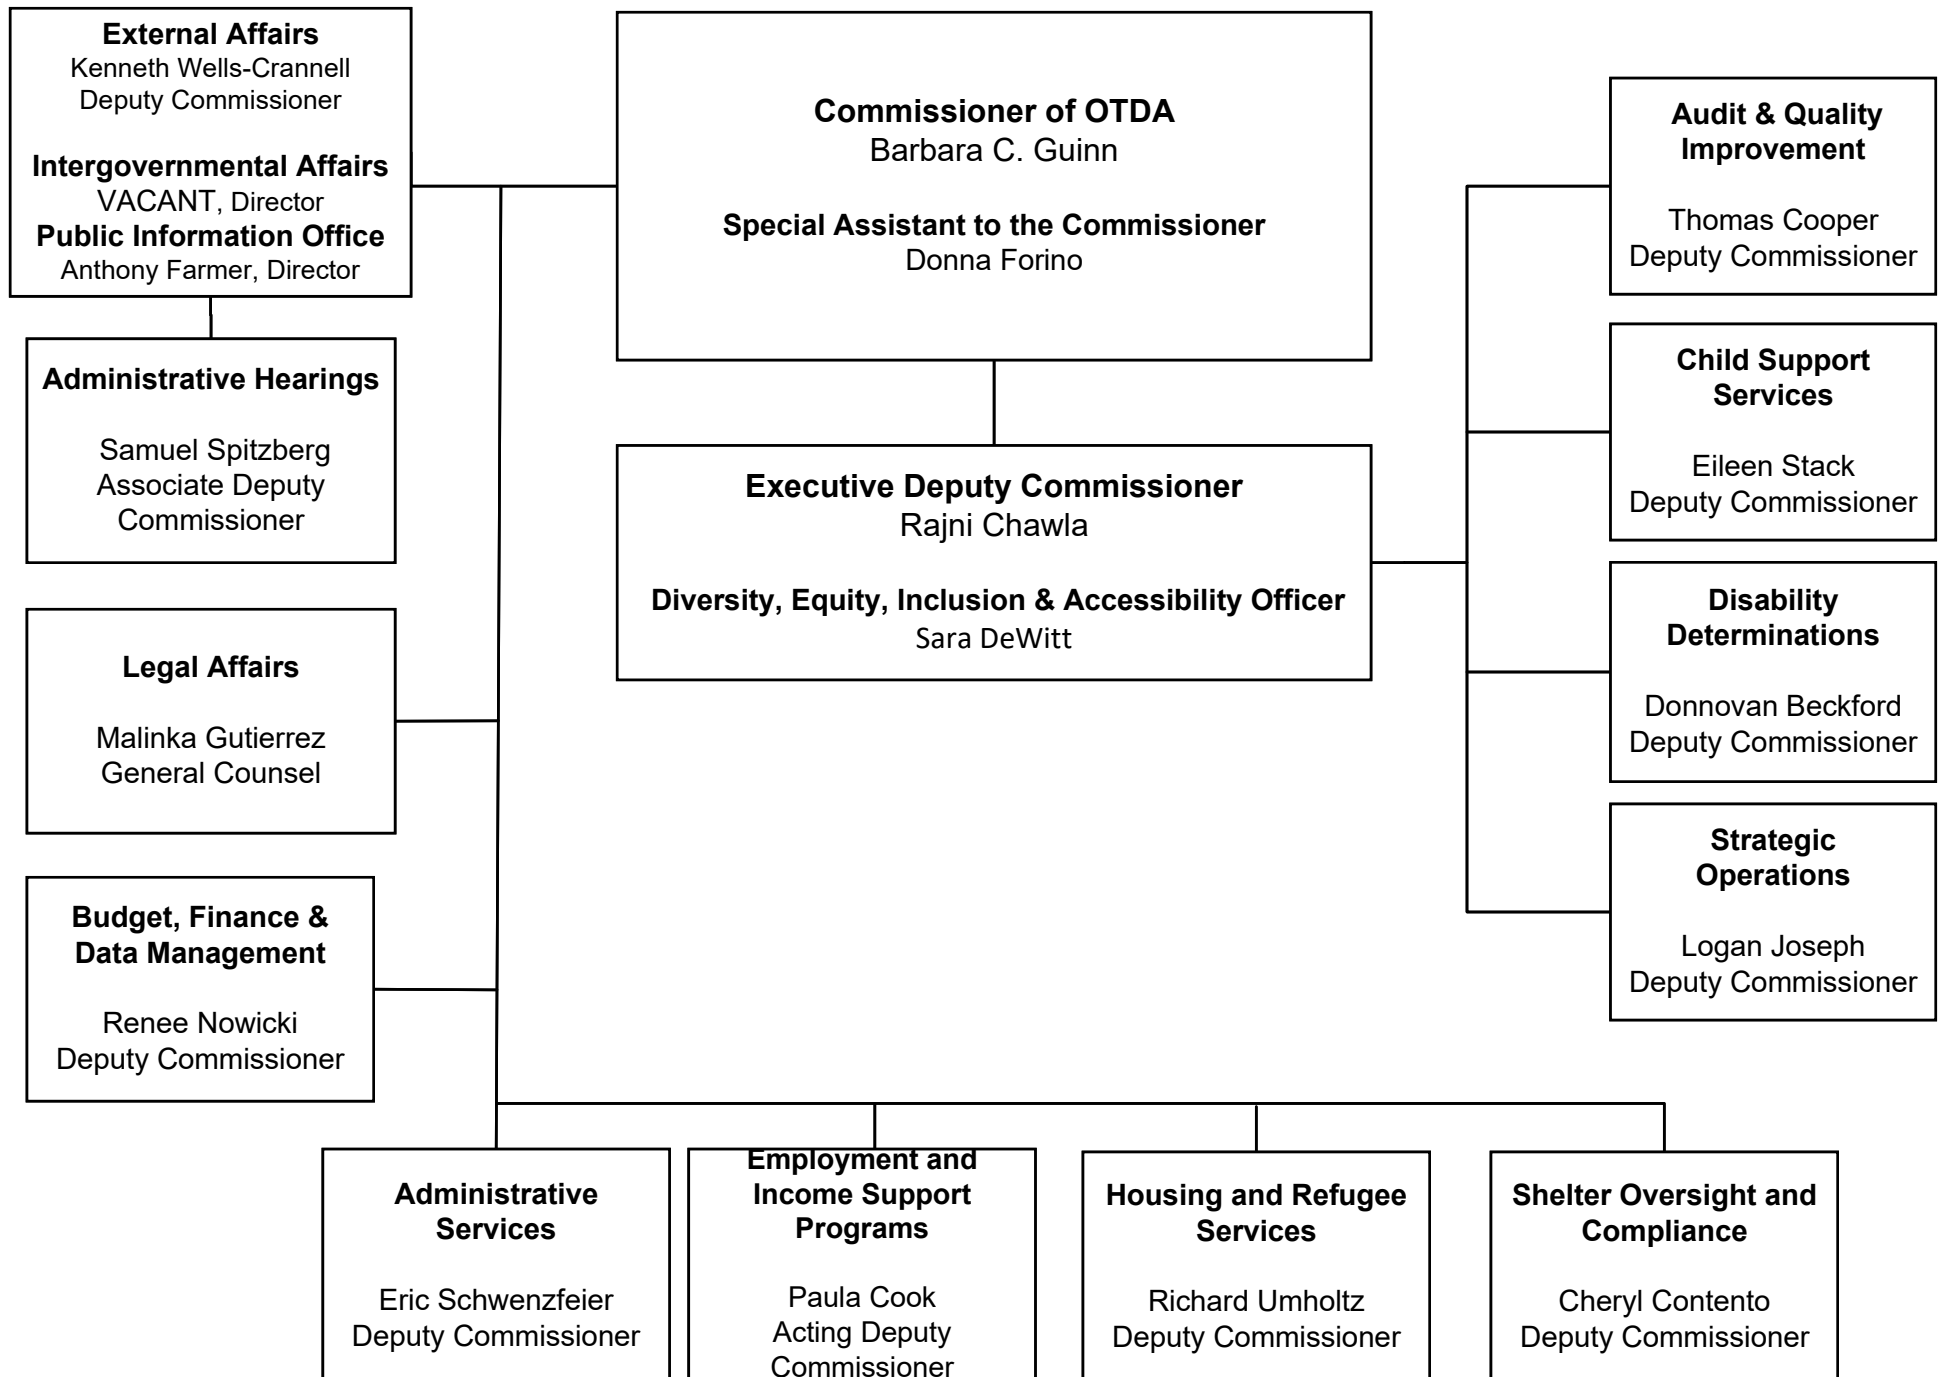 External Affairs
Kenneth Wells-Crannell
Deputy Commissioner
Intergovernmental Affairs
VACANT, Director
Public Information Office
Anthony Farmer, Director
Commissioner of OTDA
Barbara C. Guinn
Special Assistant to the Commissioner
Donna Forino
Audit & Quality
Improvement
Thomas Cooper
Deputy Commissioner
Administrative Hearings
Samuel Spitzberg
Associate Deputy
Commissioner
Executive Deputy Commissioner
Rajni Chawla
Diversity, Equity, Inclusion & Accessibility Officer
Sara DeWitt
Child Support
Services
Eileen Stack
Deputy Commissioner
Legal Affairs
Malinka Gutierrez
General Counsel
Disability
Determinations
Donnovan Beckford
Deputy Commissioner
Budget, Finance &
Data Management
Renee Nowicki
Deputy Commissioner
Strategic
Operations
Logan Joseph
Deputy Commissioner
Administrative
Services
Eric Schwenzfeier
Deputy Commissioner
Employment and
Income Support
Programs
Paula Cook
Acting Deputy
Commissioner
Housing and Refugee
Services
Richard Umholtz
Deputy Commissioner
Shelter Oversight and
Compliance
Cheryl Contento
Deputy Commissioner